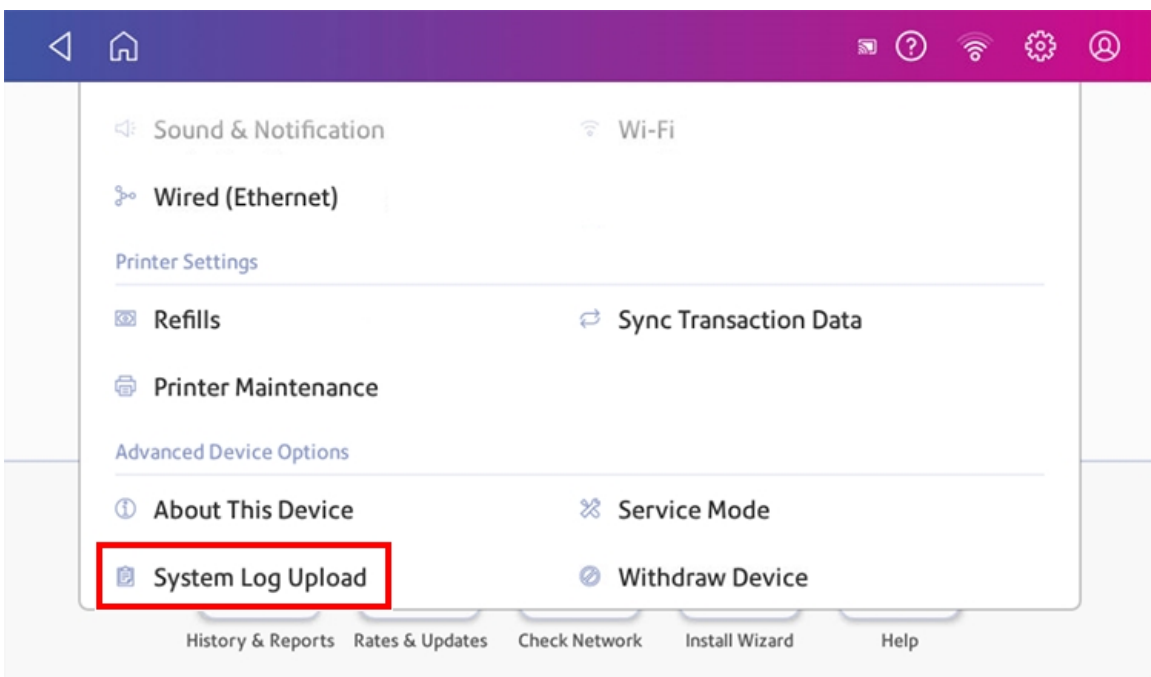 Sound & Notification
Wi-Fi
Wired (Ethernet)
Printer Settings
Refills
Sync Transaction Data
Printer Maintenance
Advanced Device Options
About This Device
Service Mode
System Log Upload
Withdraw Device
History & Reports
Rates & Updates
Check Network
Install Wizard
Help